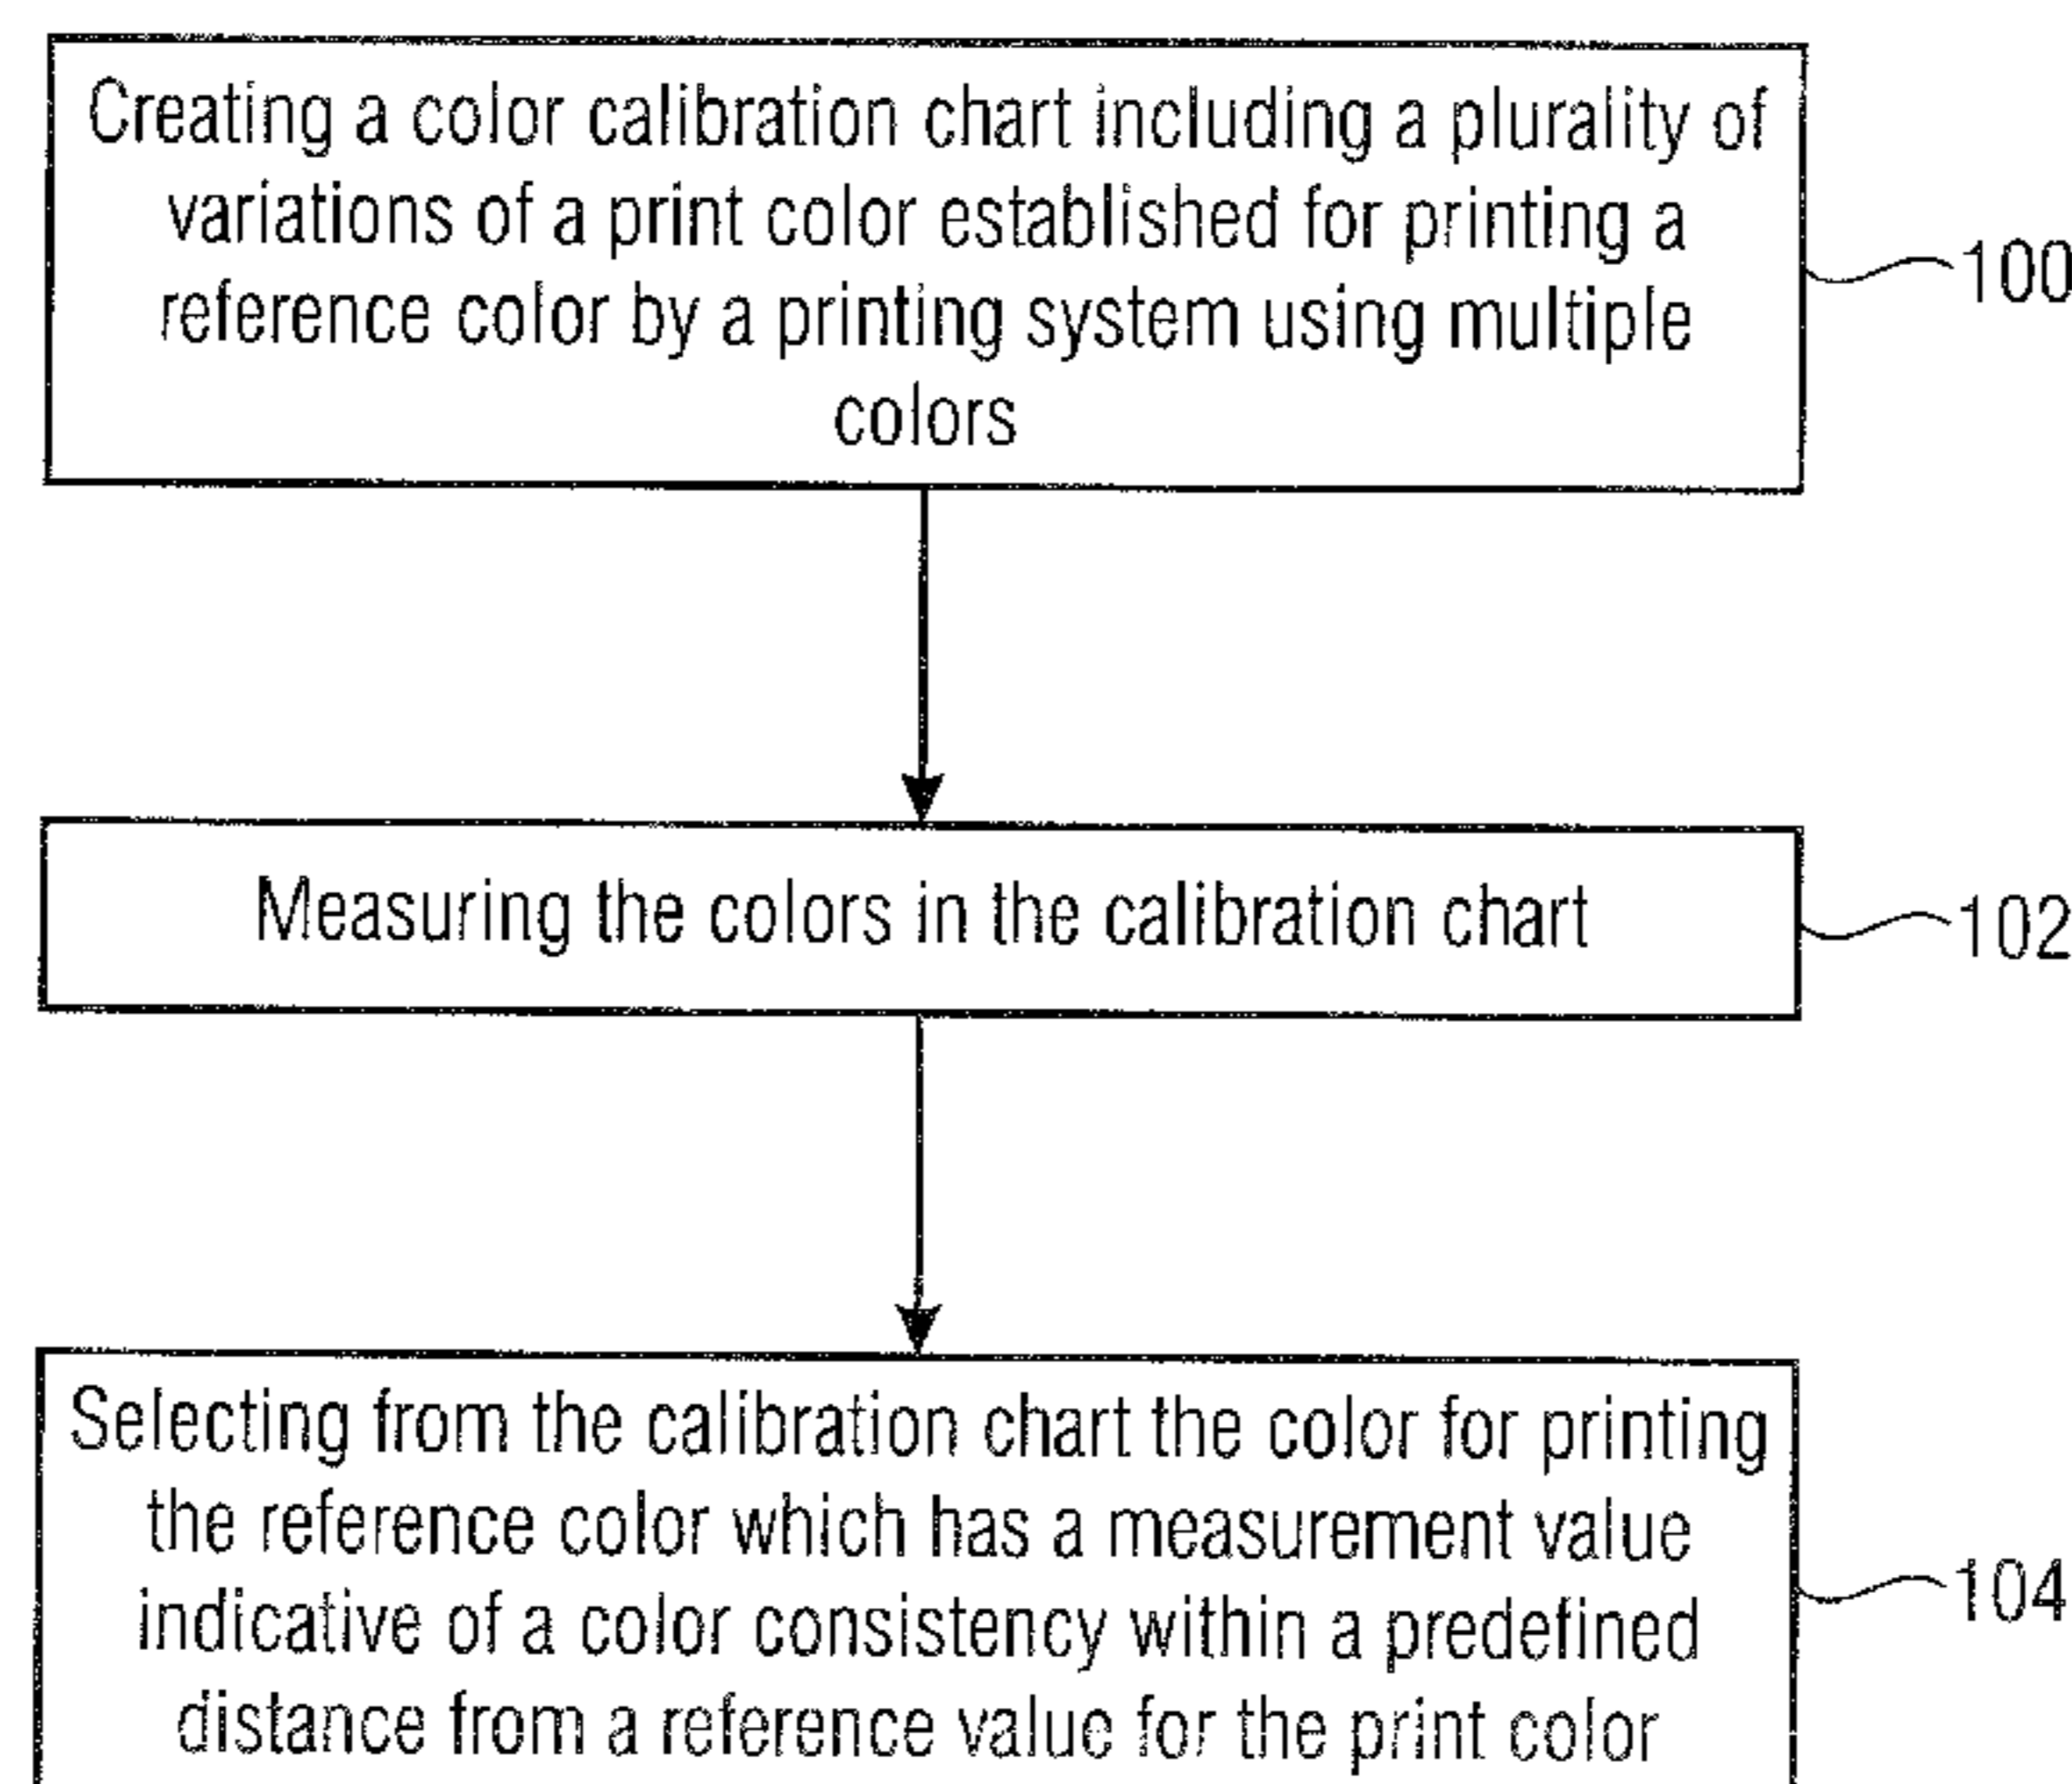 Creating a color calibration chart including a plurality of
variations of a print color established for printing a
reference color by a printing system using multiple
colors
100
Measuring the colors in the calibration chart
102
Selecting from the calibration chart the color for printing
the reference color which has a measurement value
indicative of a color consistency within a predefined
distance from a reference value for the print color
104